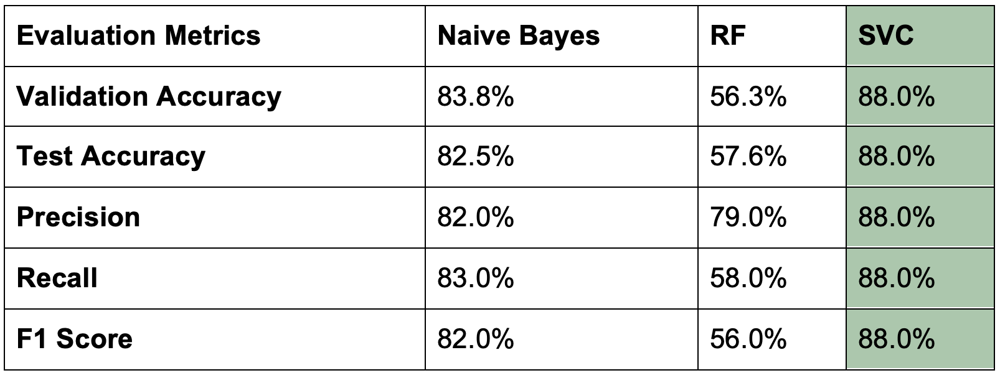 Evaluation Metrics Naive Bayes RF SVC
Validation Accuracy 83.8% 56.3% 88.0%
Test Accuracy 82.5% 57.6% 88.0%
Precision 82.0% 79.0% 88.0%
Recall 83.0% 58.0% 88.0%
F1 Score 82.0% 56.0% 88.0%